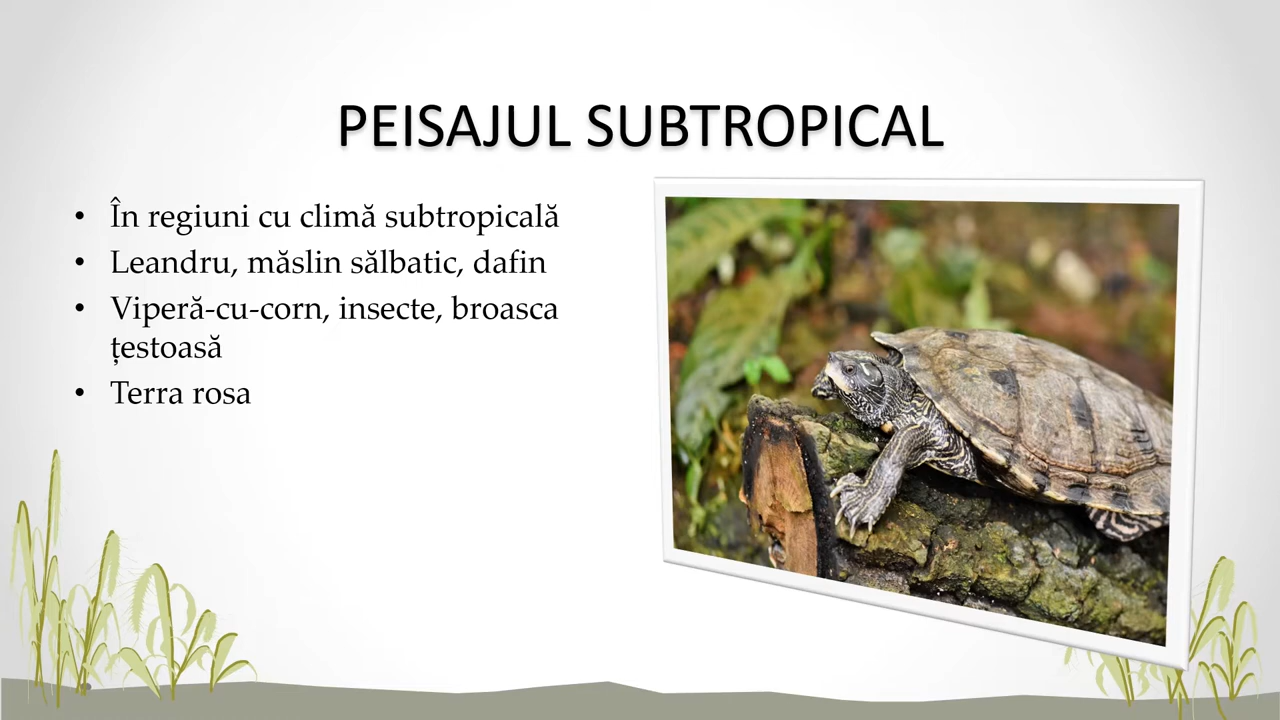 PEISAJUL SUBTROPICAL
• În regiuni cu climă subtropicală
• Leandru, măslin sălbatic, dafin
• Viperă-cu-corn, insecte, broasca
țestoasă
• Terra rosa